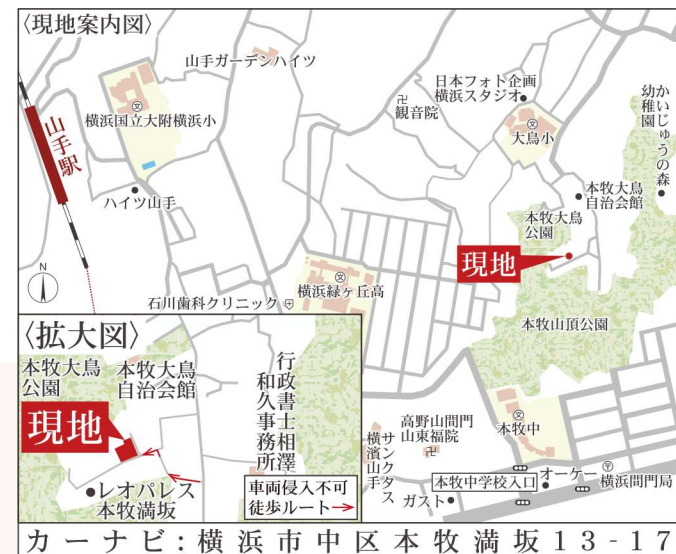 〈現地案内図〉
山手ガーデンハイツ
横浜国立大附横浜小
山手駅
ハイツ山手
N
石川歯科クリニック
横浜緑ヶ丘高
卍
観音院
日本フォト企画
横浜スタジオ
大鳥小
かいじゅうの森
幼稚園
本牧大鳥
自治会館
本牧大鳥
公園
現地
本牧山頂公園
本牧中
高野山間門
山東福院
卍
サンクタス
横濱山手
本牧中学校入口
ガスト
オーケー
横浜間門局
〈拡大図〉
本牧大鳥
公園
本牧大鳥
自治会館
現地
レオパレス
本牧満坂
行政書士相澤
和久事務所
車両侵入不可
徒歩ルート→
カーナビ:横浜市中区本牧満坂13-17